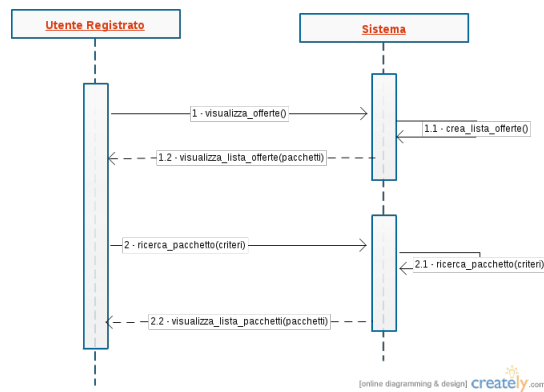 Utente Registrato
Sistema
1 - visualizza_offerte()
1.1 - crea_lista_offerte()
1.2 - visualizza_lista_offerte(pacchetti)
2 - ricerca_pacchetto(criteri)
2.1 - ricerca_pacchetto(criteri)
2.2 - visualizza_lista_pacchetti(pacchetti)
[online diagramming & design] creately.com